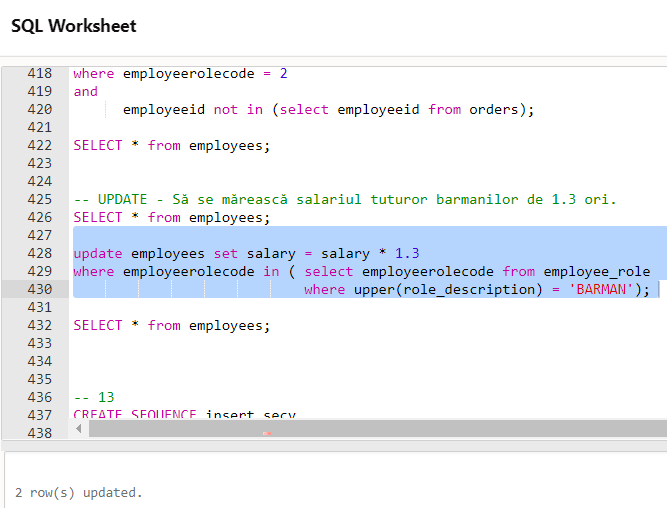 SQL Worksheet
418 where employeerolecode = 2
419 and
420 employeeid not in (select employeeid from orders);
421
422 SELECT * from employees;
423
424
425 -- UPDATE - Să se mărească salariul tuturor barmanilor de 1.3 ori.
426 SELECT * from employees;
427
428 update employees set salary = salary * 1.3
429 where employeerolecode in ( select employeerolecode from employee_role
430 where upper(role_description) = 'BARMAN');
431
432 SELECT * from employees;
433
434
435
436 -- 13
437 CREATE SEQUENCE insert_secv
438
2 row(s) updated.